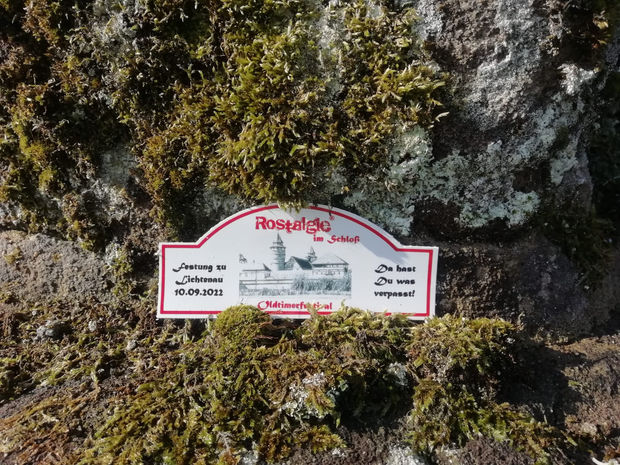 Rostalgie
im Schloß
Festung zu
Lichtenau
10.09.2022
Da hast
Du was
verpasst!
Oldtimerfestival